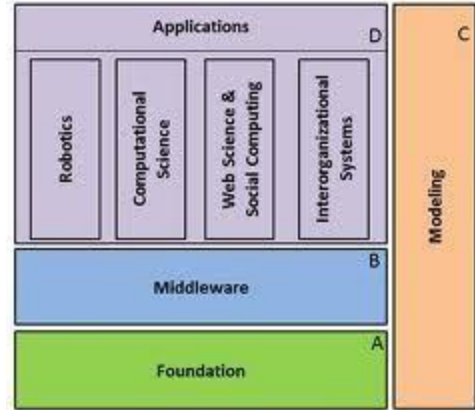 Applications
D
C
Robotics
Computational
Science
Web Science &
Social Computing
Interorganizational
Systems
Modeling
B
Middleware
A
Foundation